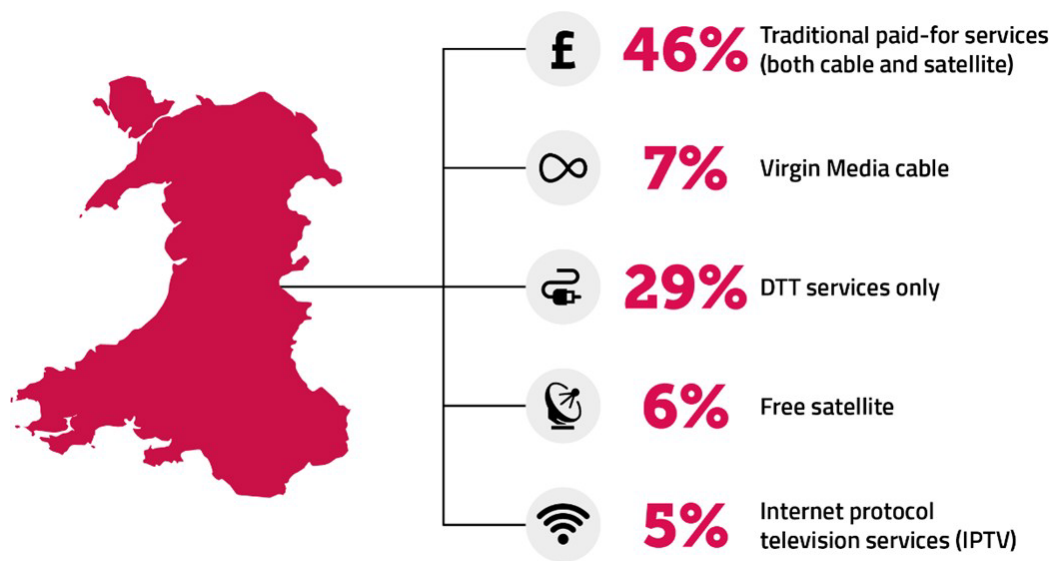 £
46%
Traditional paid-for services
(both cable and satellite)
7%
Virgin Media cable
29%
DTT services only
6%
Free satellite
5%
Internet protocol
television services (IPTV)